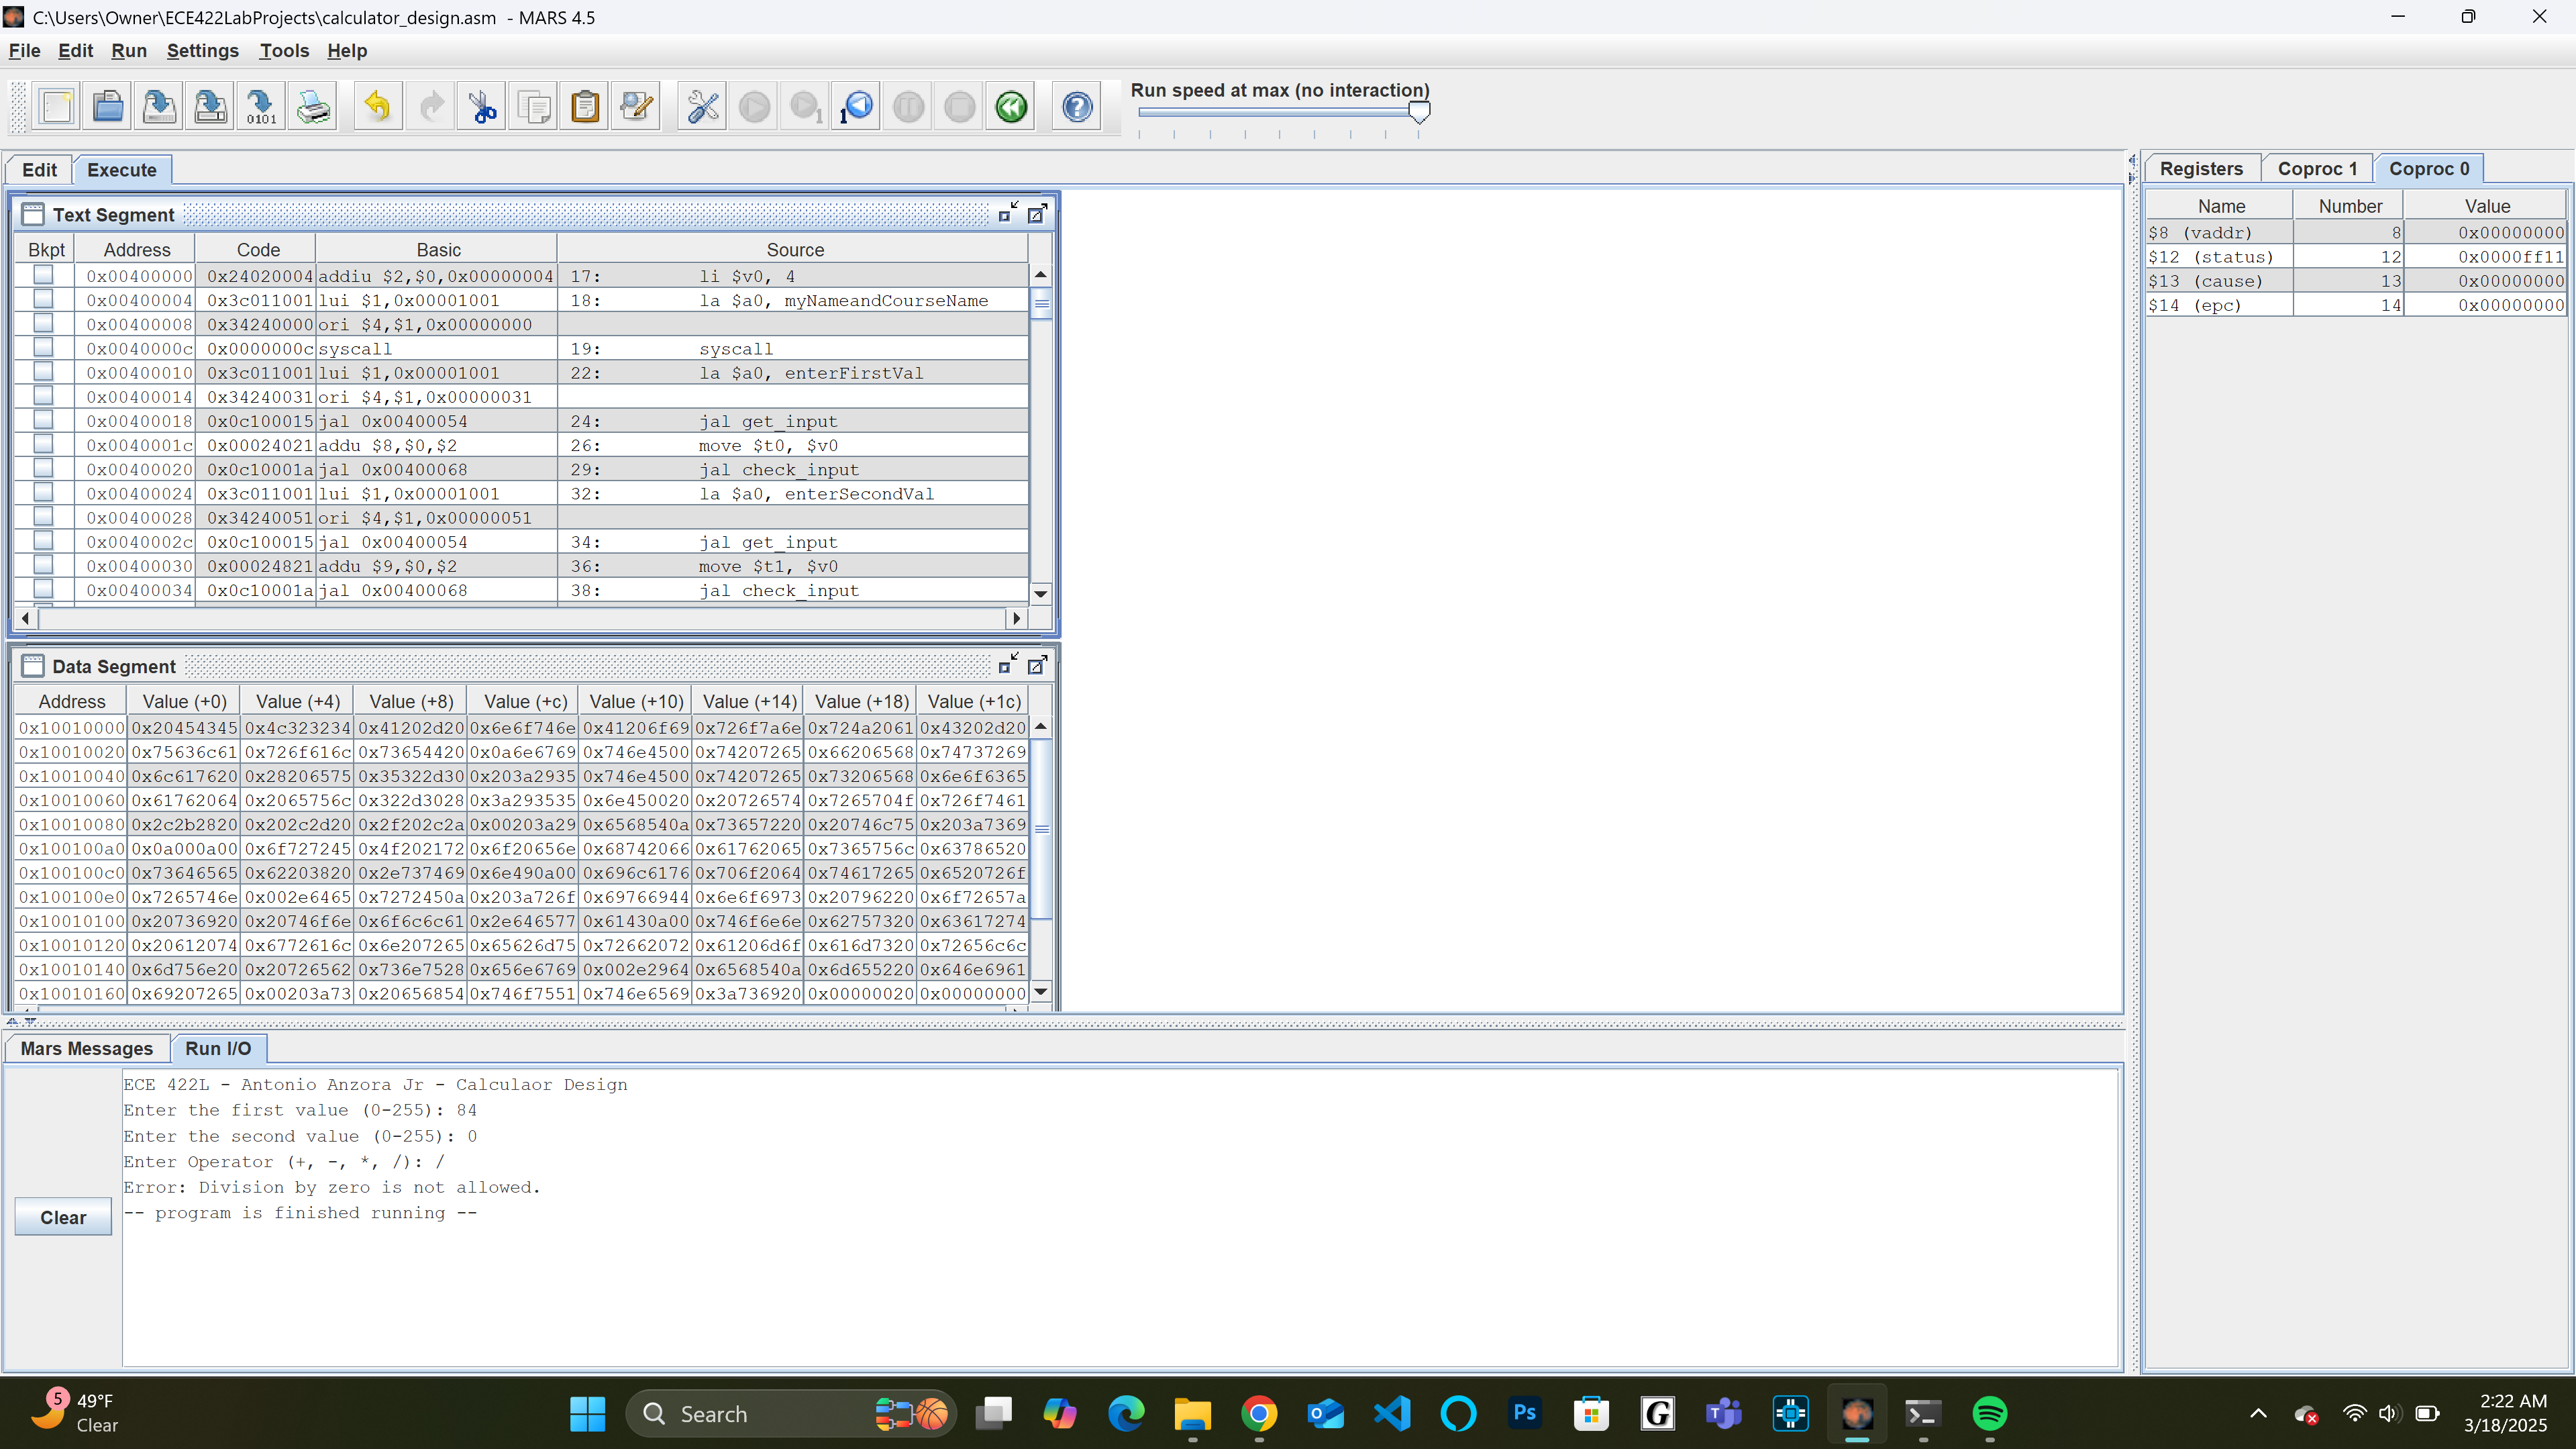 C:\Users\Owner\ECE422LabProjects\calculator_design.asm - MARS 4.5
File Edit Run Settings Tools Help
Run speed at max (no interaction)
0101
1
1
Edit Execute
Registers Coproc 1 Coproc 0
Name Number Value
$8 (vaddr) 8 0x00000000
$12 (status) 12 0x0000ff11
$13 (cause) 13 0x00000000
$14 (epc) 14 0x00000000
Text Segment
Bkpt Address Code Basic Source
0x00400000 0x24020004 addiu $2,$0,0x00000004 17: li $v0, 4
0x00400004 0x3c011001 lui $1,0x00001001 18: la $a0, myNameandCourseName
0x00400008 0x34240000 ori $4,$1,0x00000000
0x0040000c 0x0000000c syscall 19: syscall
0x00400010 0x3c011001 lui $1,0x00001001 22: la $a0, enterFirstVal
0x00400014 0x34240031 ori $4,$1,0x00000031
0x00400018 0x0c100015 jal 0x00400054 24: jal get_input
0x0040001c 0x00024021 addu $8,$0,$2 26: move $t0, $v0
0x00400020 0x0c10001a jal 0x00400068 29: jal check_input
0x00400024 0x3c011001 lui $1,0x00001001 32: la $a0, enterSecondVal
0x00400028 0x34240051 ori $4,$1,0x00000051
0x0040002c 0x0c100015 jal 0x00400054 34: jal get_input
0x00400030 0x00024821 addu $9,$0,$2 36: move $t1, $v0
0x00400034 0x0c10001a jal 0x00400068 38: jal check_input
Data Segment
Address Value (+0) Value (+4) Value (+8) Value (+c) Value (+10) Value (+14) Value (+18) Value (+1c)
0x10010000 0x20454345 0x4c323234 0x41202d20 0x6e6f746e 0x41206f69 0x726f7a6e 0x724a2061 0x43202d20
0x10010020 0x75636c61 0x726f616c 0x73654420 0x0a6e6769 0x746e4500 0x74207265 0x66206568 0x74737269
0x10010040 0x6c617620 0x28206575 0x35322d30 0x203a2935 0x746e4500 0x74207265 0x73206568 0x6e6f6365
0x10010060 0x61762064 0x2065756c 0x322d3028 0x3a293535 0x6e450020 0x20726574 0x7265704f 0x726f7461
0x10010080 0x2c2b2820 0x202c2d20 0x2f202c2a 0x00203a29 0x6568540a 0x73657220 0x20746c75 0x203a7369
0x100100a0 0x0a000a00 0x6f727245 0x4f202172 0x6f20656e 0x68742066 0x61762065 0x7365756c 0x63786520
0x100100c0 0x73646565 0x62203820 0x2e737469 0x6e490a00 0x696c6176 0x706f2064 0x74617265 0x6520726f
0x100100e0 0x7265746e 0x002e6465 0x7272450a 0x203a726f 0x69766944 0x6e6f6973 0x20796220 0x6f72657a
0x10010100 0x20736920 0x20746f6e 0x6f6c6c61 0x2e646577 0x61430a00 0x746f6e6e 0x62757320 0x63617274
0x10010120 0x20612074 0x6772616c 0x6e207265 0x65626d75 0x72662072 0x61206d6f 0x616d7320 0x72656c6c
0x10010140 0x6d756e20 0x20726562 0x736e7528 0x656e6769 0x002e2964 0x6568540a 0x6d655220 0x646e6961
0x10010160 0x69207265 0x00203a73 0x20656854 0x746f7551 0x746e6569 0x3a736920 0x00000020 0x00000000
Mars Messages Run I/O
ECE 422L - Antonio Anzora Jr - Calculaor Design
Enter the first value (0-255): 84
Enter the second value (0-255): 0
Enter Operator (+, -, *, /): /
Error: Division by zero is not allowed.
-- program is finished running --
Clear
5
49°F
Clear
Search
Ps
G
2:22 AM
3/18/2025